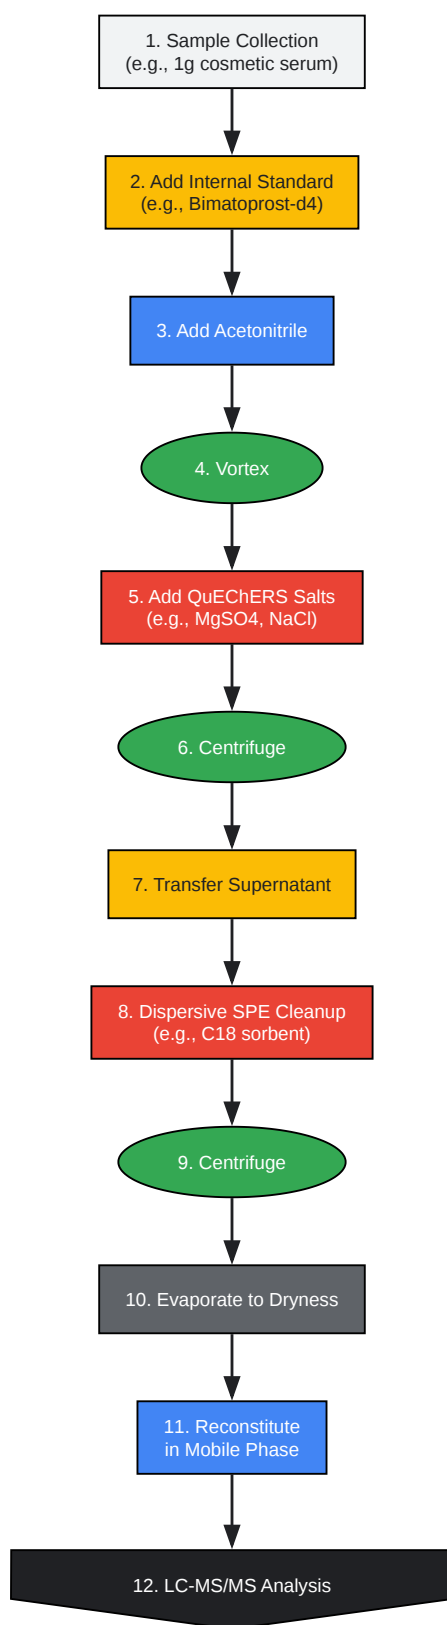 1. Sample Collection
(e.g., 1g cosmetic serum)
2. Add Internal Standard
(e.g., Bimatoprost-d4)
3. Add Acetonitrile
4. Vortex
5. Add QuEChERS Salts
(e.g., MgSO4, NaCl)
6. Centrifuge
7. Transfer Supernatant
8. Dispersive SPE Cleanup
(e.g., C18 sorbent)
9. Centrifuge
10. Evaporate to Dryness
11. Reconstitute
in Mobile Phase
12. LC-MS/MS Analysis